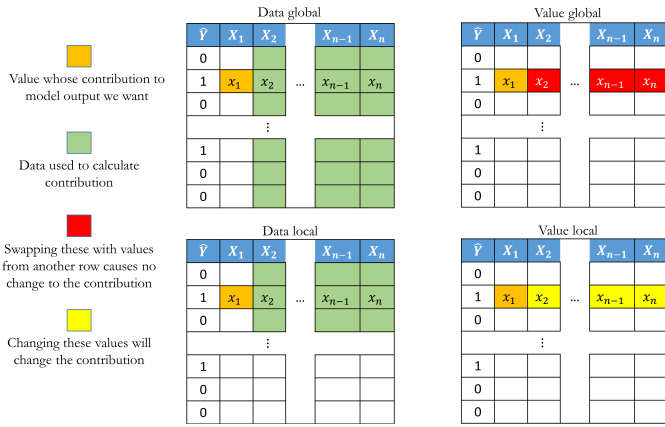 Value whose contribution to
model output we want
Data used to calculate
contribution
Swapping these with values
from another row causes no
change to the contribution
Changing these values will
change the contribution
Data global
Ŷ X₁ X₂ Xₙ₋₁ Xₙ
0
1 x₁ x₂ ... xₙ₋₁ xₙ
0
⋮
1
0
0
Value global
Ŷ X₁ X₂ Xₙ₋₁ Xₙ
0
1 x₁ x₂ ... xₙ₋₁ xₙ
0
⋮
1
0
0
Data local
Ŷ X₁ X₂ Xₙ₋₁ Xₙ
0
1 x₁ x₂ ... xₙ₋₁ xₙ
0
⋮
1
0
0
Value local
Ŷ X₁ X₂ Xₙ₋₁ Xₙ
0
1 x₁ x₂ ... xₙ₋₁ xₙ
0
⋮
1
0
0